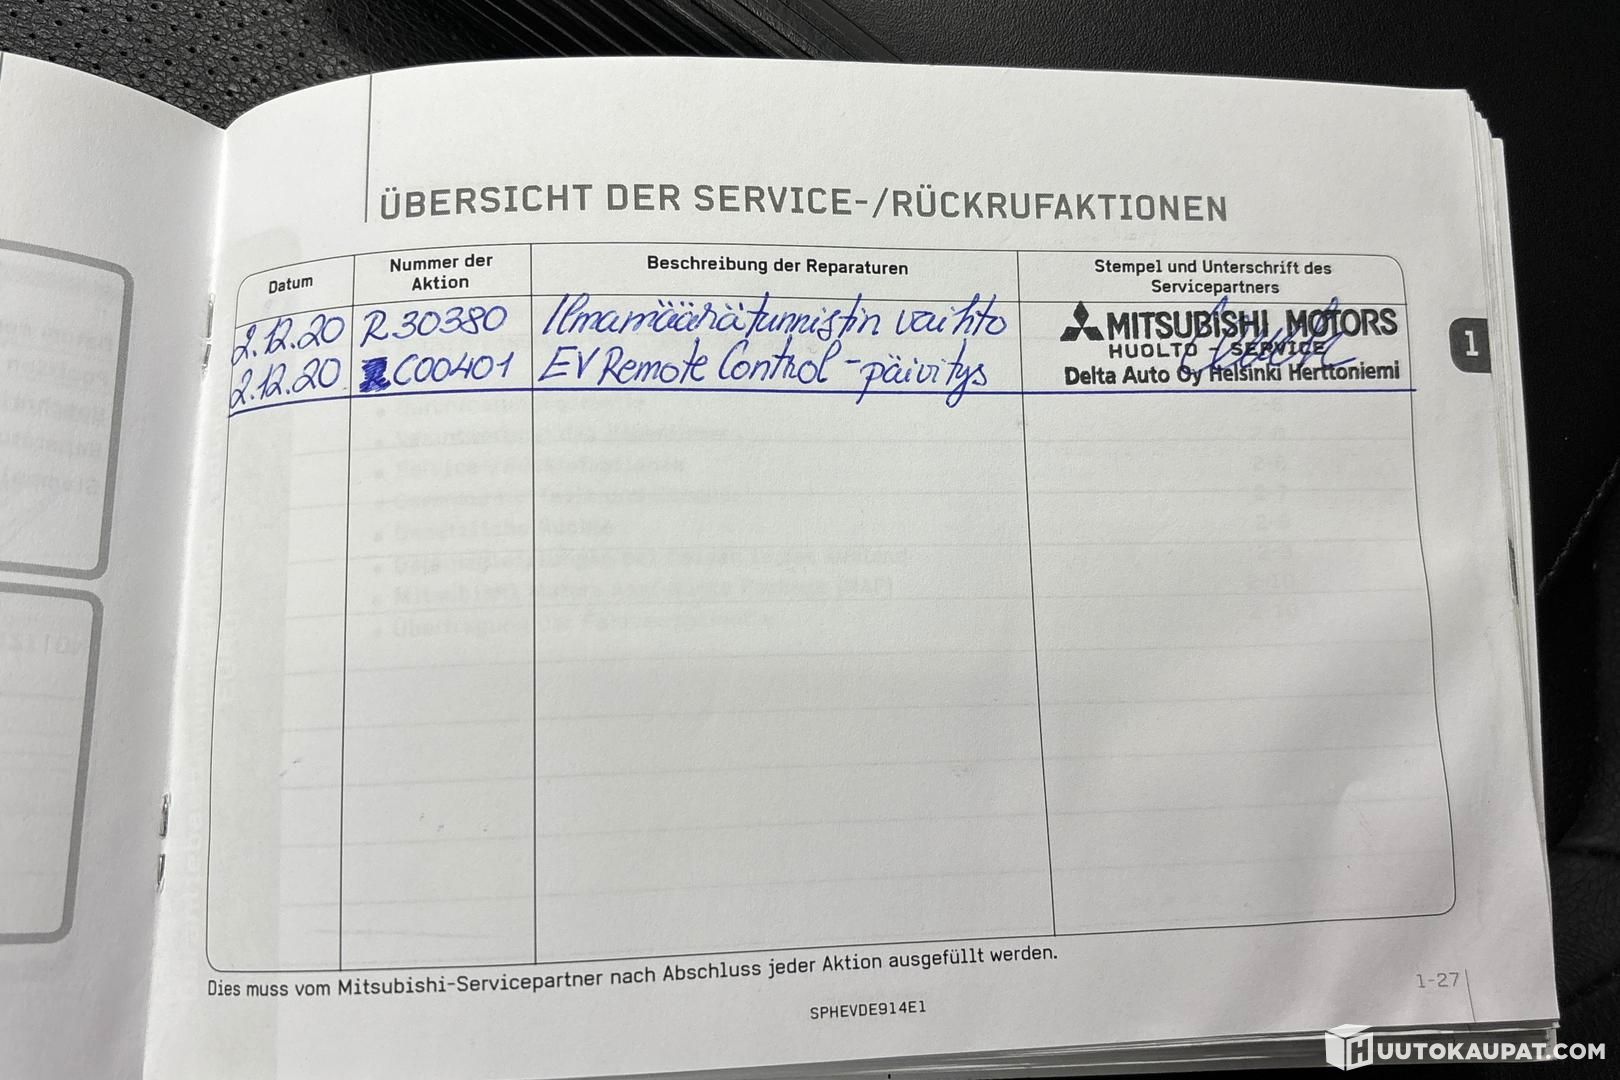 ÜBERSICHT DER SERVICE-/RÜCKRUFAKTIONEN
Datum
Nummer der
Aktion
Beschreibung der Reparaturen
Stempel und Unterschrift des
Servicepartners
2.12.20 R30380 Ilmamäärätunnistin vaihto
MITSUBISHI MOTORS
HUOLTO - SERVICE
2.12.20 C00401 EV Remote Control -päivitys
Delta Auto Oy Helsinki Herttoniemi
1
Dies muss vom Mitsubishi-Servicepartner nach Abschluss jeder Aktion ausgefüllt werden.
1-27
SPHEVDE914E1
HUUTOKAUPAT.COM